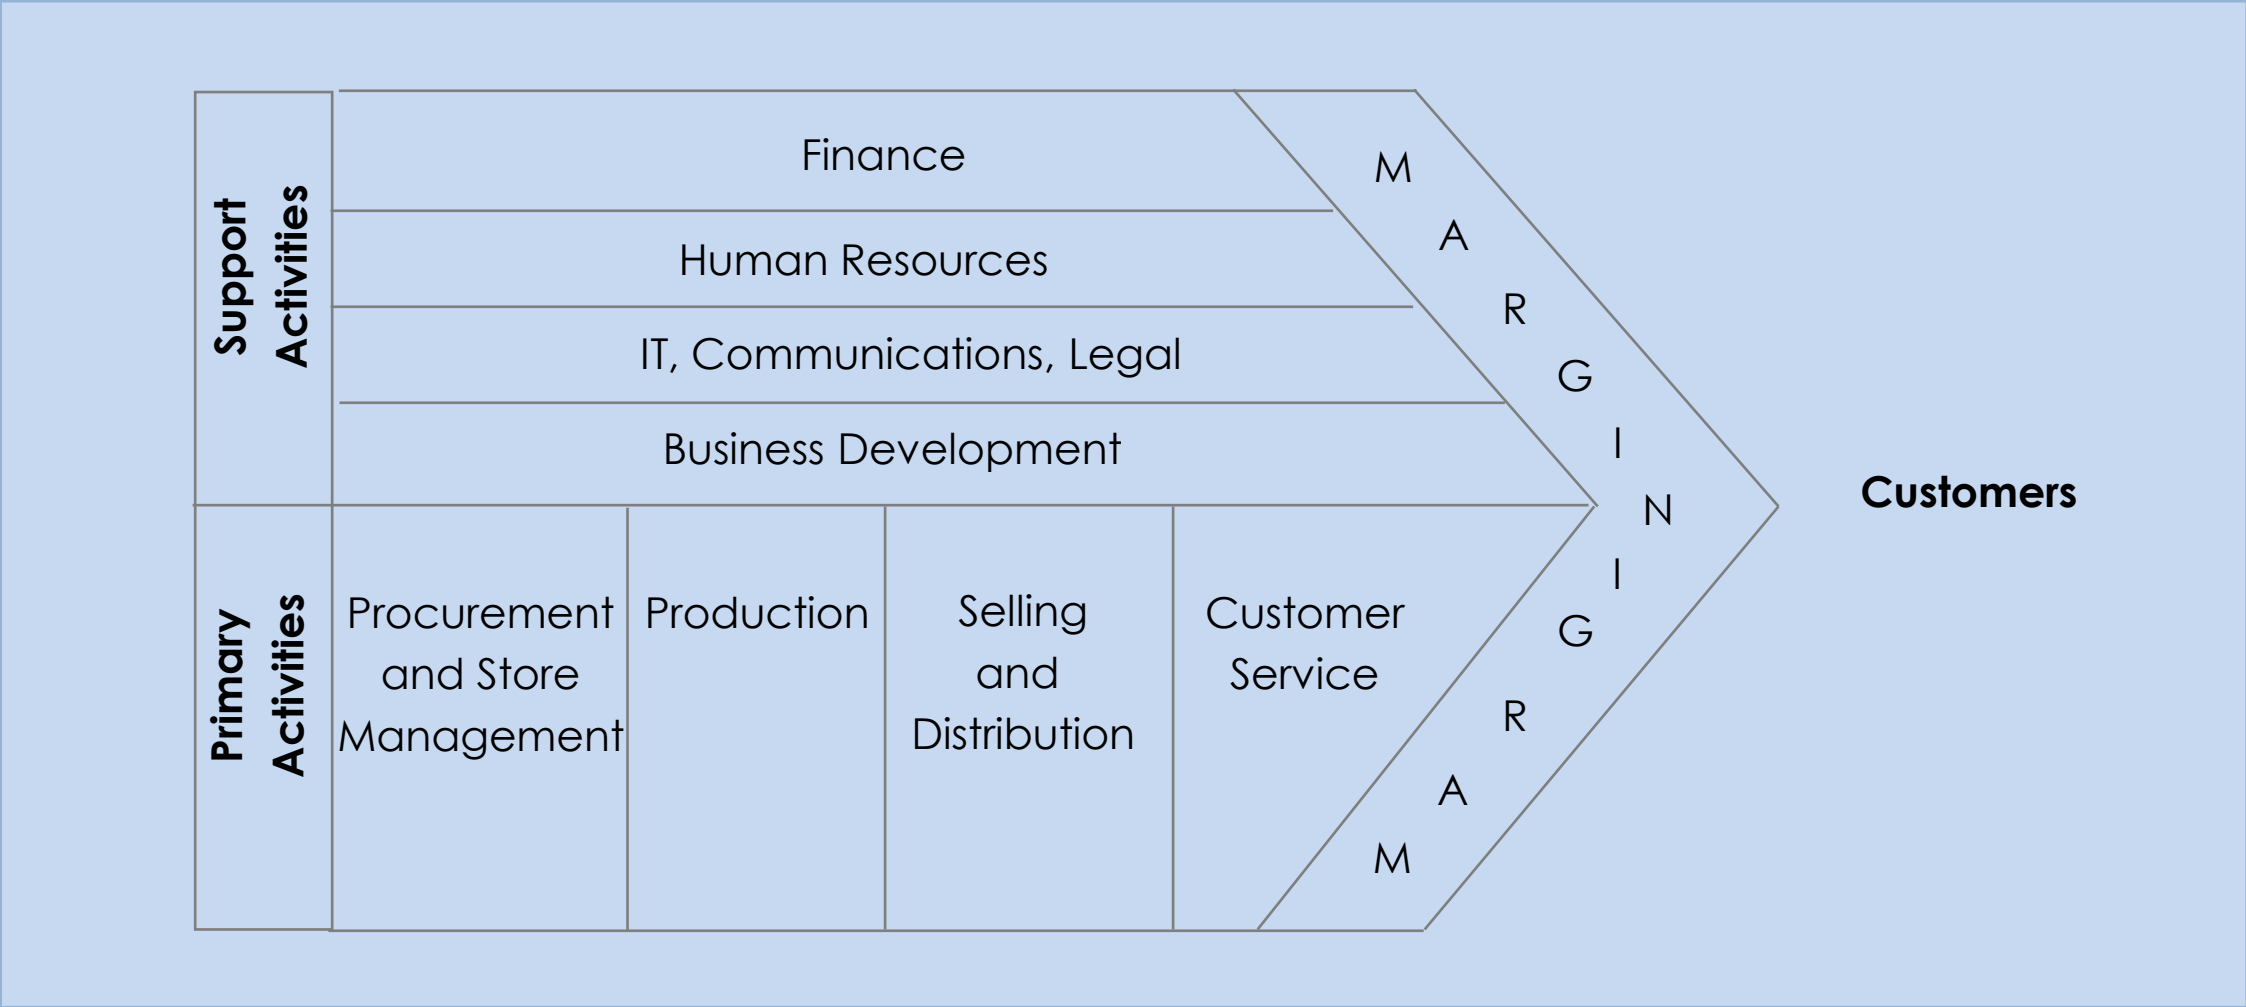 Support
Activities
Finance
Human Resources
IT, Communications, Legal
Business Development
Primary
Activities
Procurement
and Store
Management
Production
Selling
and
Distribution
Customer
Service
M
A
R
G
I
N
I
G
R
A
M
Customers